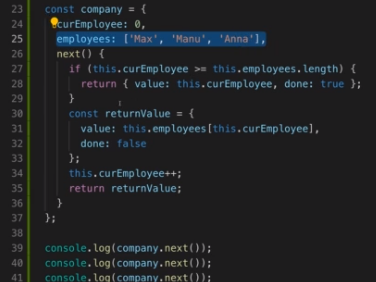 23 const company = {
24 curEmployee: 0,
25 employees: ['Max', 'Manu', 'Anna'],
26 next() {
27 if (this.curEmployee >= this.employees.length) {
28 return { value: this.curEmployee, done: true };
29 }
30 const returnValue = {
31 value: this.employees[this.curEmployee],
32 done: false
33 };
34 this.curEmployee++;
35 return returnValue;
36 }
37 };
38
39 console.log(company.next());
40 console.log(company.next());
41 console.log(company.next());